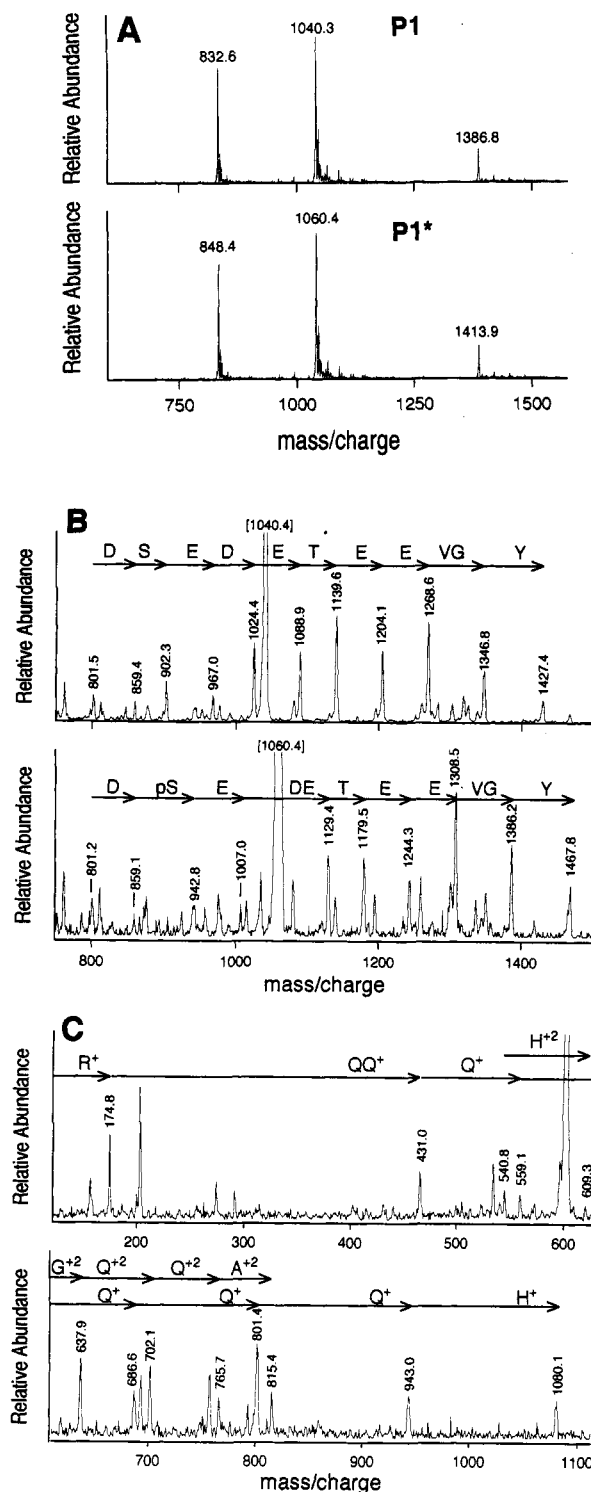 A
P1
Relative Abundance
832.6
1040.3
1386.8
P1*
Relative Abundance
848.4
1060.4
1413.9
750 1000 1250 1500
mass/charge
B
[1040.4]
D S E D E T E E VG Y
Relative Abundance
801.5
859.4
902.3
967.0
1024.4
1088.9
1139.6
1204.1
1268.6
1346.8
1427.4
[1060.4]
D pS E DE T E E VG Y
Relative Abundance
801.2
859.1
942.8
1007.0
1129.4
1179.5
1244.3
1308.5
1386.2
1467.8
800 1000 1200 1400
mass/charge
C
H+2
R+ QQ+ Q+
Relative Abundance
174.8
431.0
540.8
559.1
609.3
200 300 400 500 600
G+2 Q+2 Q+2 A+2
Q+ Q+ Q+ H+
Relative Abundance
637.9
686.6
702.1
765.7
801.4
815.4
943.0
1080.1
700 800 900 1000 1100
mass/charge